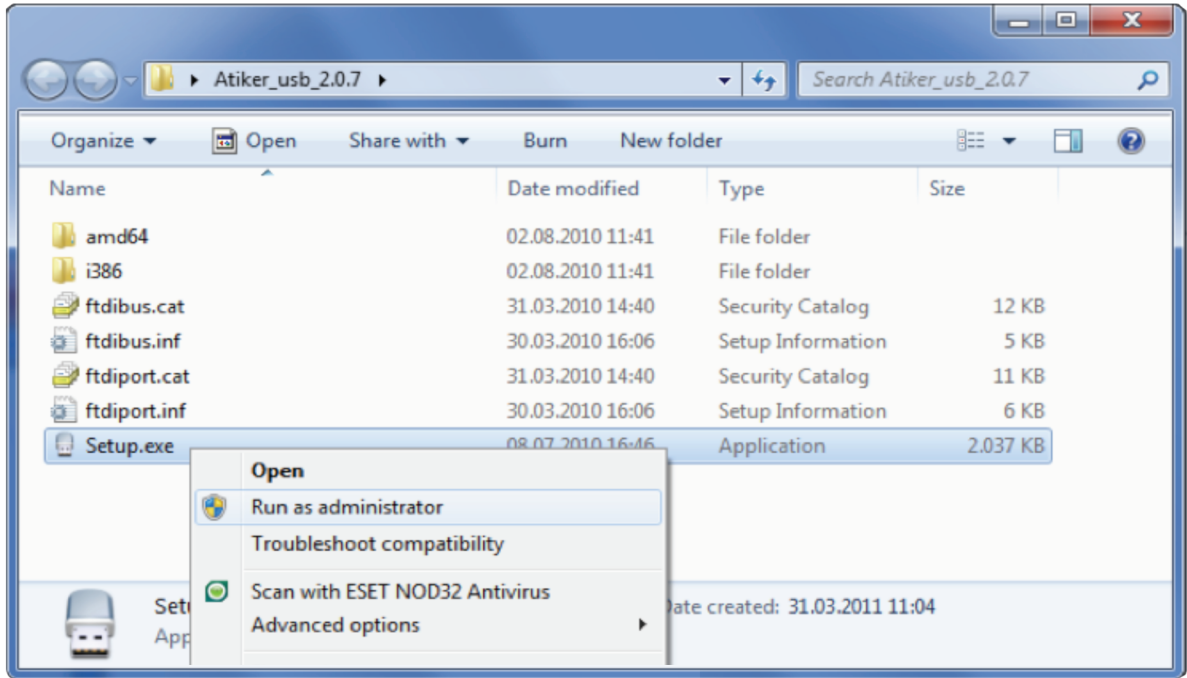 Atiker_usb_2.0.7
Search Atiker_usb_2.0.7
Organize Open Share with Burn New folder
Name Date modified Type Size
amd64 02.08.2010 11:41 File folder
i386 02.08.2010 11:41 File folder
ftdibus.cat 31.03.2010 14:40 Security Catalog 12 KB
ftdibus.inf 30.03.2010 16:06 Setup Information 5 KB
ftdiport.cat 31.03.2010 14:40 Security Catalog 11 KB
ftdiport.inf 30.03.2010 16:06 Setup Information 6 KB
Setup.exe 08.07.2010 16:46 Application 2.037 KB
Open
Run as administrator
Troubleshoot compatibility
Scan with ESET NOD32 Antivirus
Advanced options
ate created: 31.03.2011 11:04
App